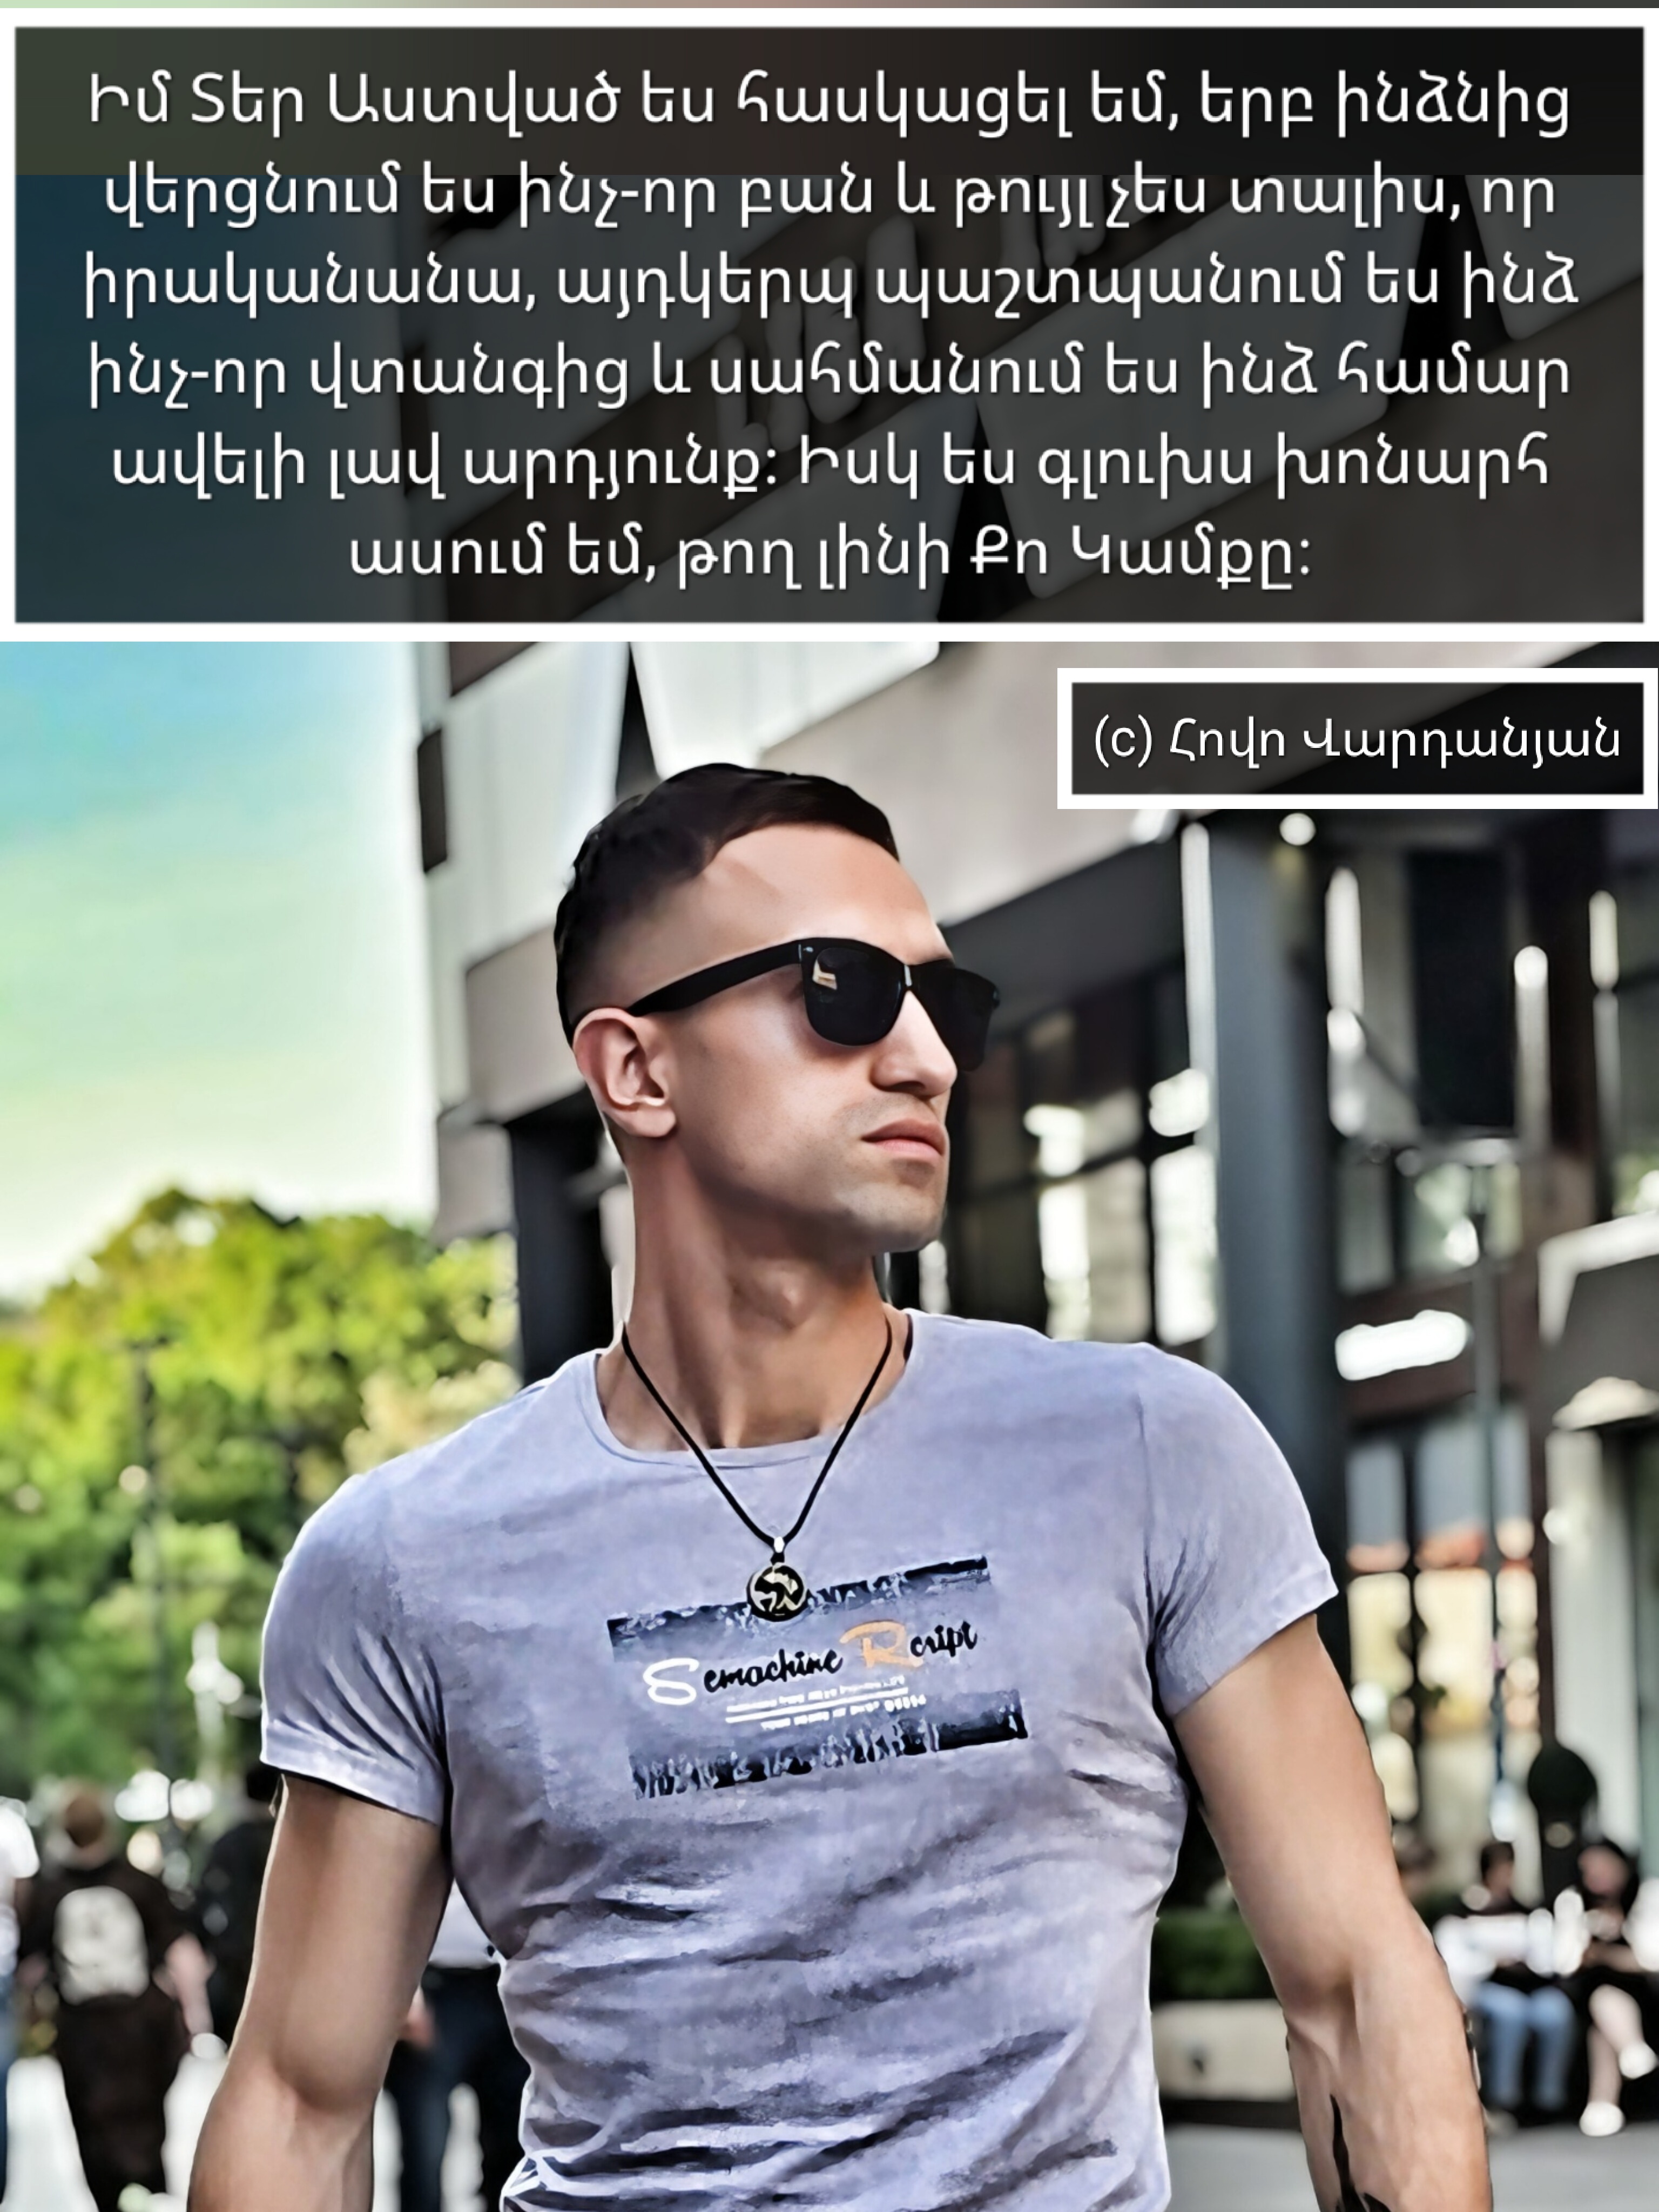 Իմ Տեր Աստված ես հասկացել եմ, երբ ինձնից
վերցնում ես ինչ-որ բան և թույլ չես տալիս, որ
իրականանա, այդկերպ պաշտպանում ես ինձ
ինչ-որ վտանգից և սահմանում ես ինձ համար
ավելի լավ արդյունք: Իսկ ես գլուխս խոնարհ
ասում եմ, թող լինի Քո Կամքը:
(c) Հովո Վարդանյան
Semachine Rcript